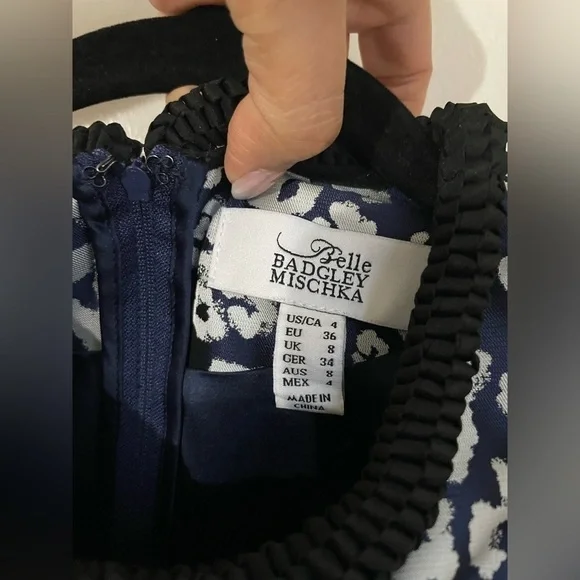 Belle
BADGLEY
MISCHKA
US/CA 4
EU 36
UK 8
GER 34
AUS 8
MEX 4
MADE IN
CHINA